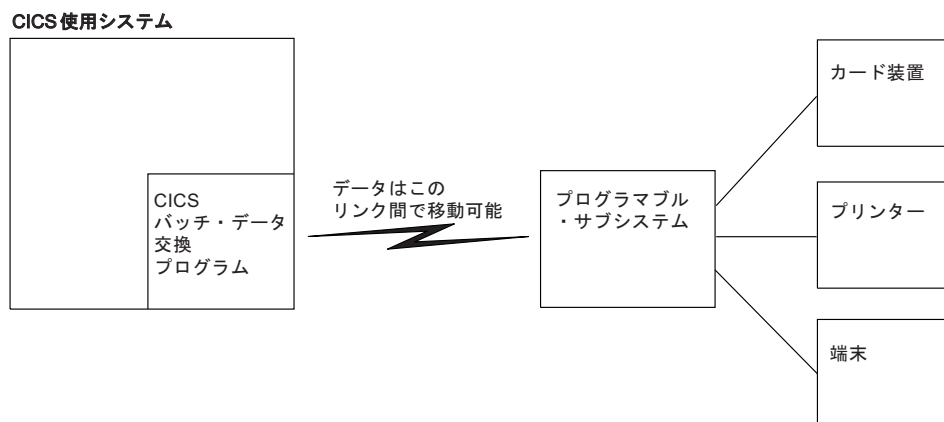 CICS使用システム
CICS
バッチ・データ
交換
プログラム
データはこの
リンク間で移動可能
プログラマブル
・サブシステム
カード装置
プリンター
端末